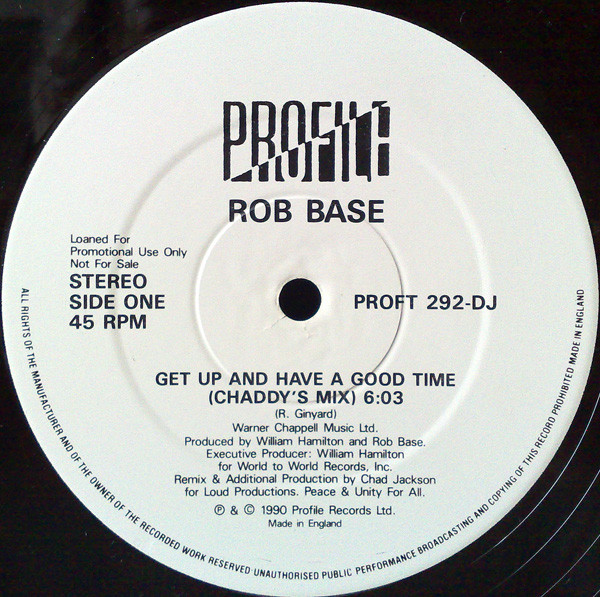 PROFILE
ROB BASE
Loaned For
Promotional Use Only
Not For Sale
STEREO
SIDE ONE
45 RPM
PROFT 292-DJ
GET UP AND HAVE A GOOD TIME
(CHADDY'S MIX) 6:03
(R. Ginyard)
Warner Chappell Music Ltd.
Produced by William Hamilton and Rob Base.
Executive Producer: William Hamilton
for World to World Records, Inc.
Remix & Additional Production by Chad Jackson
for Loud Productions. Peace & Unity For All.
Ⓟ & © 1990 Profile Records Ltd.
Made in England
ALL RIGHTS OF THE MANUFACTURER AND OF THE OWNER OF THE RECORDED WORK RESERVED·UNAUTHORISED PUBLIC PERFORMANCE BROADCASTING AND COPYING OF THIS RECORD PROHIBITED MADE IN ENGLAND